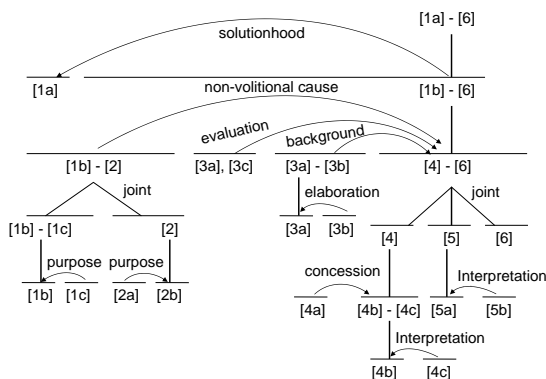 [1a] - [6]
solutionhood
[1a]
[1b] - [6]
non-volitional cause
evaluation
background
[1b] - [2]
[3a], [3c]
[3a] - [3b]
[4] - [6]
joint
elaboration
joint
[1b] - [1c]
[2]
[3a]
[3b]
[4]
[5]
[6]
purpose
purpose
concession
Interpretation
[1b]
[1c]
[2a]
[2b]
[4a]
[4b] - [4c]
[5a]
[5b]
Interpretation
[4b]
[4c]